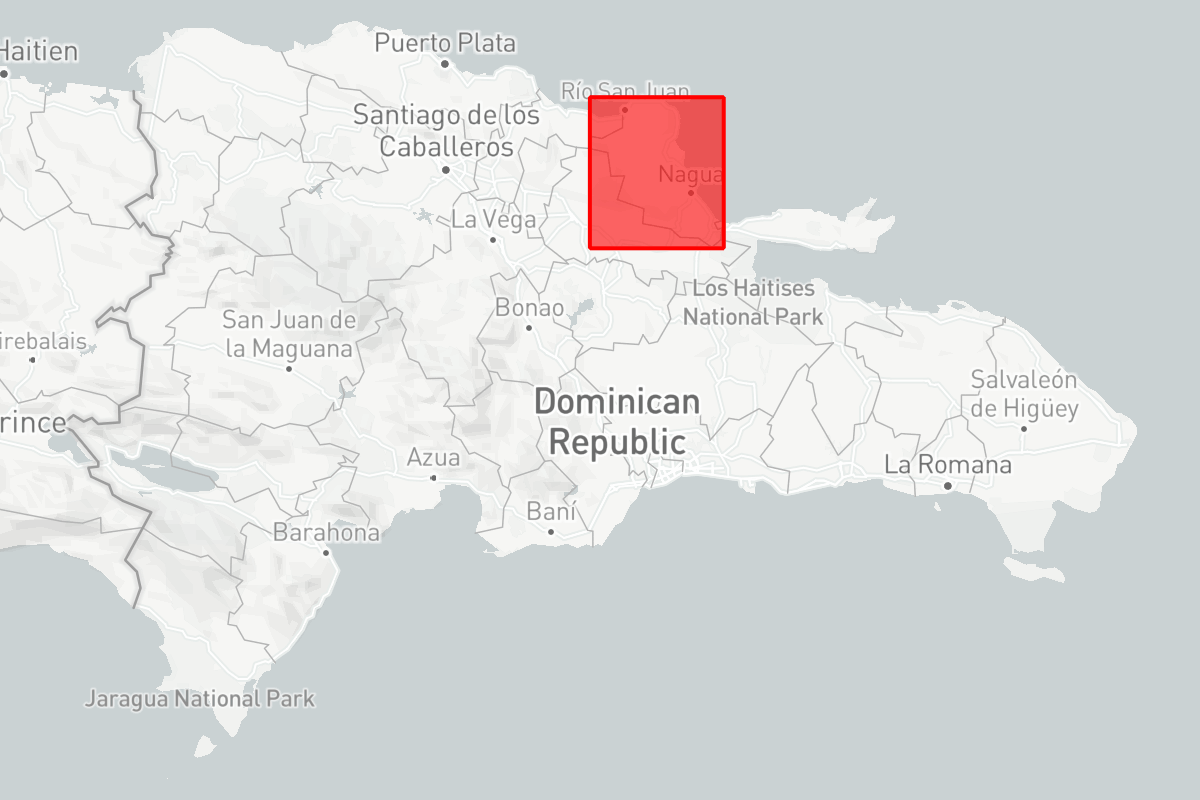 Haitien
Puerto Plata
Río San Juan
Santiago de los
Caballeros
Nagua
La Vega
Los Haitises
National Park
Bonao
San Juan de
la Maguana
irebalais
Salvaleón
de Higüey
Dominican
Republic
rince
Azua
La Romana
Baní
Barahona
Jaragua National Park